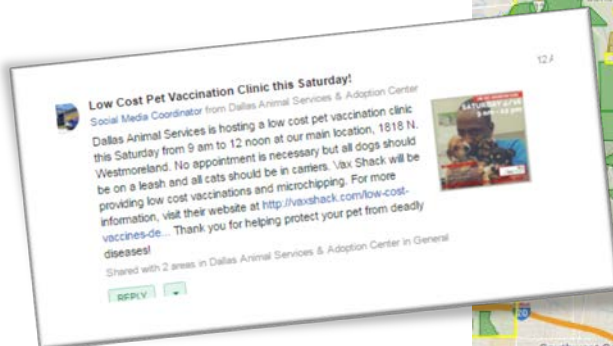 Low Cost Pet Vaccination Clinic this Saturday!
Social Media Coordinator from Dallas Animal Services & Adoption Center
Dallas Animal Services is hosting a low cost pet vaccination clinic
this Saturday from 9 am to 12 noon at our main location, 1818 N.
Westmoreland. No appointment is necessary but all dogs should
be on a leash and all cats should be in carriers. Vax Shack will be
providing low cost vaccinations and microchipping. For more
information, visit their website at http://vaxshack.com/low-cost-
vaccines-de... Thank you for helping protect your pet from deadly
diseases!
Shared with 2 areas in Dallas Animal Services & Adoption Center in General
REPLY
20